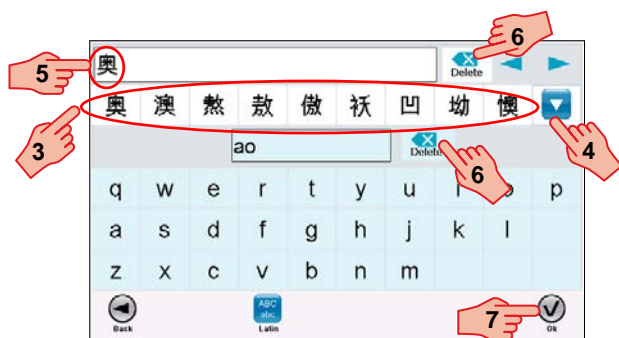 6
奥 Delete
5
奥 澳 熬 敖 傲 袄 凹 坳 懊
3 4
ao Delete
6
q w e r t y u i o p
a s d f g h j k l
z x c v b n m
ABC
abc
Back Latin 7 Ok